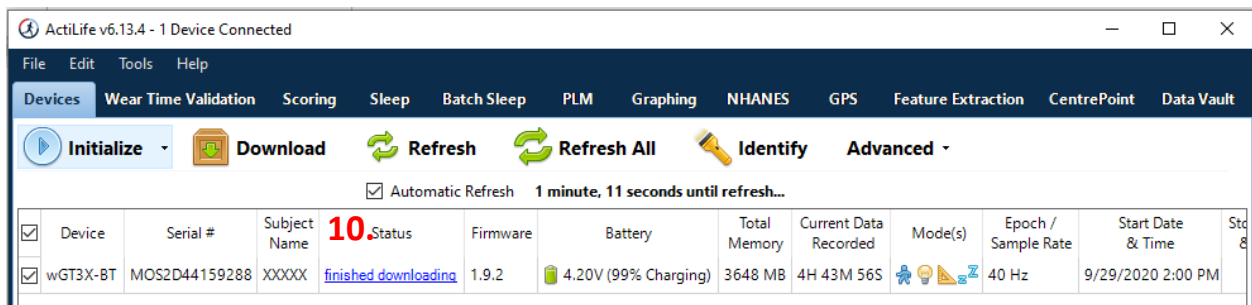 ActiLife v6.13.4 - 1 Device Connected
File Edit Tools Help
Devices Wear Time Validation Scoring Sleep Batch Sleep PLM Graphing NHANES GPS Feature Extraction CentrePoint Data Vault
Initialize Download Refresh Refresh All Identify Advanced
Automatic Refresh 1 minute, 11 seconds until refresh...
Device Serial # Subject Name 10. Status Firmware Battery Total Memory Current Data Recorded Mode(s) Epoch / Sample Rate Start Date & Time
wGT3X-BT MOS2D44159288 XXXXX finished downloading 1.9.2 4.20V (99% Charging) 3648 MB 4H 43M 56S 40 Hz 9/29/2020 2:00 PM